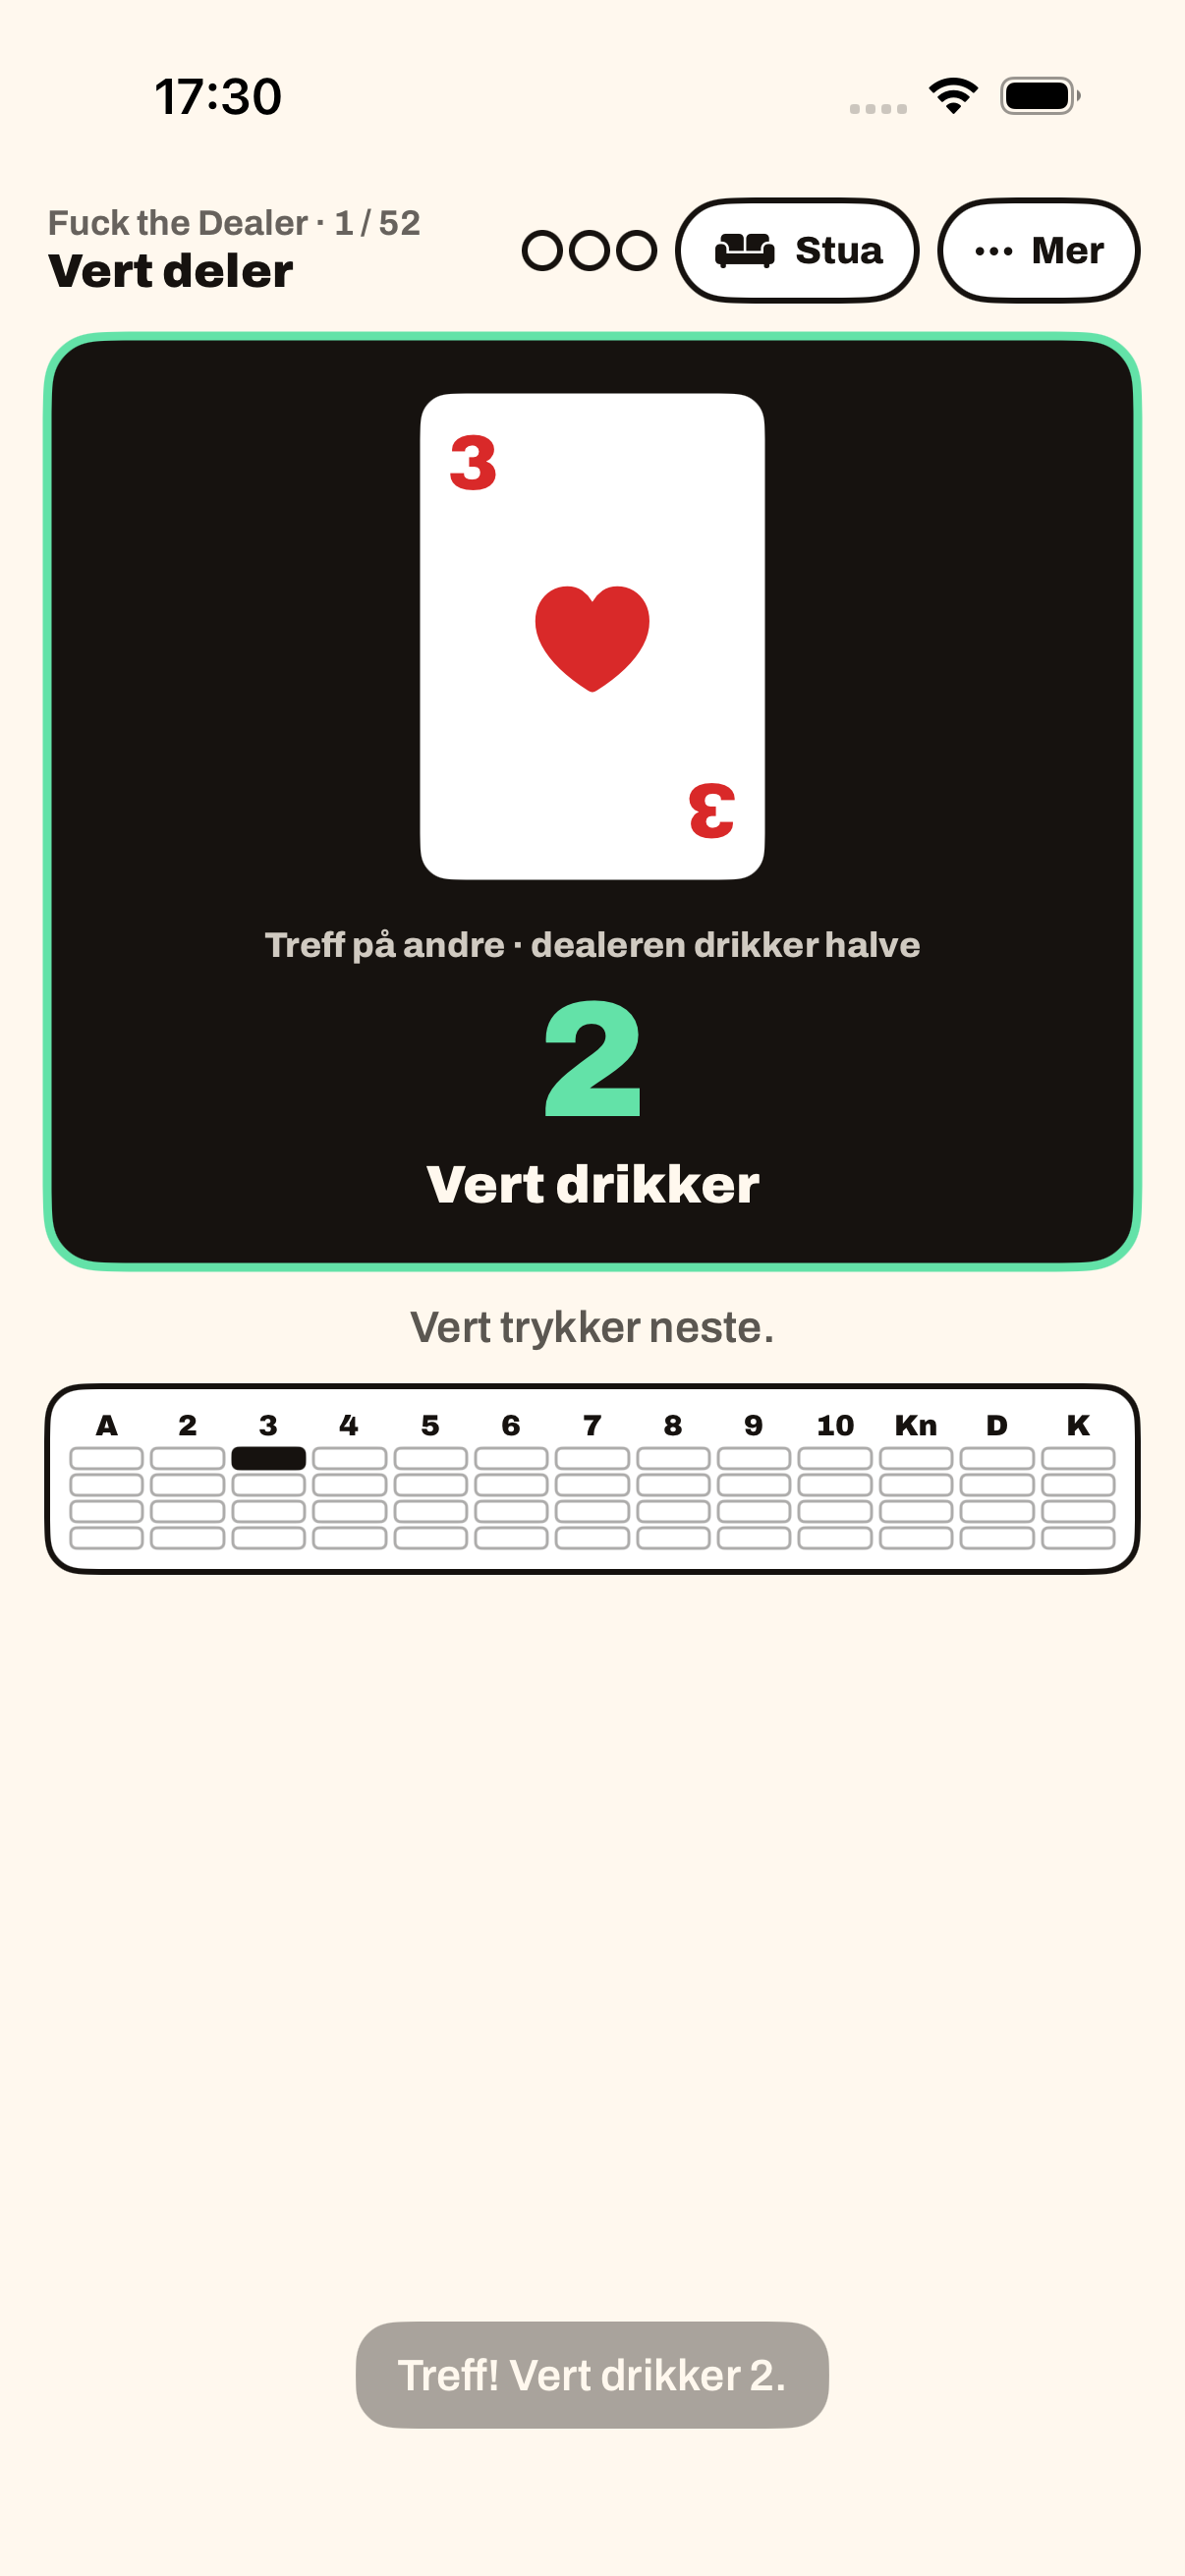 17:30
Fuck the Dealer · 1 / 52
Vert deler
Stua
Mer
3
3
Treff på andre · dealeren drikker halve
2
Vert drikker
Vert trykker neste.
A 2 3 4 5 6 7 8 9 10 Kn D K
Treff! Vert drikker 2.